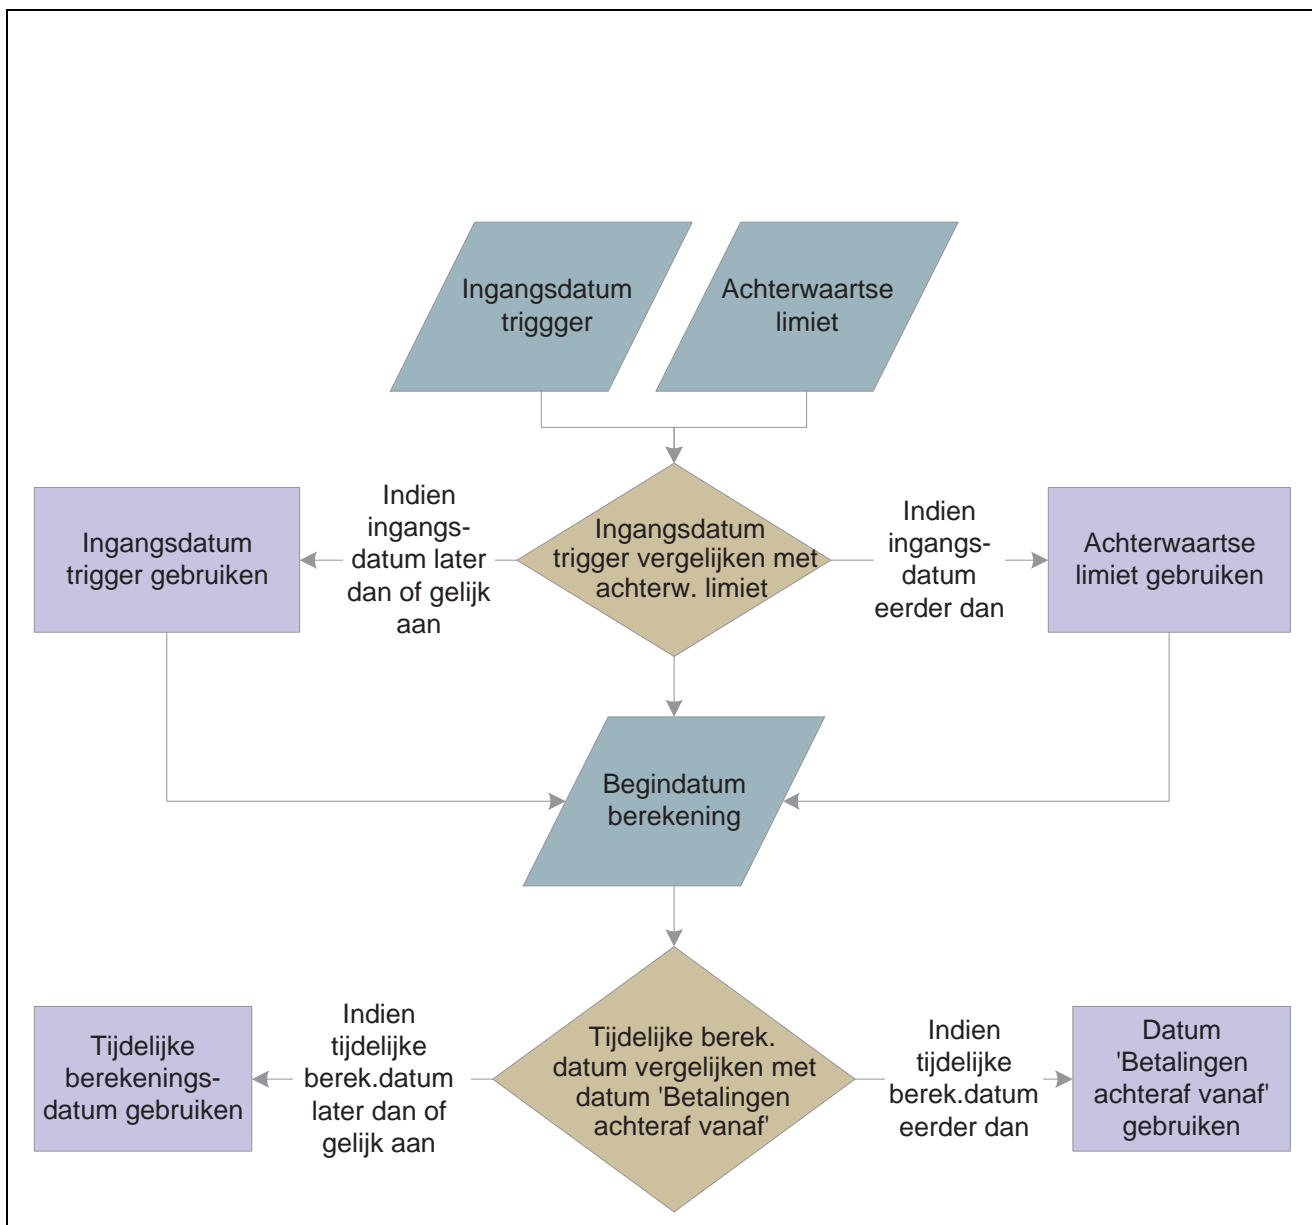 Ingangsdatum
triggger
Achterwaartse
limiet
Ingangsdatum
trigger gebruiken
Indien
ingangs-
datum later
dan of gelijk
aan
Ingangsdatum
trigger vergelijken met
achterw. limiet
Indien
ingangs-
datum
eerder dan
Achterwaartse
limiet gebruiken
Begindatum
berekening
Tijdelijke
berekenings-
datum gebruiken
Indien
tijdelijke
berek.datum
later dan of
gelijk aan
Tijdelijke berek.
datum vergelijken met
datum 'Betalingen
achteraf vanaf'
Indien
tijdelijke
berek.datum
eerder dan
Datum
'Betalingen
achteraf vanaf'
gebruiken